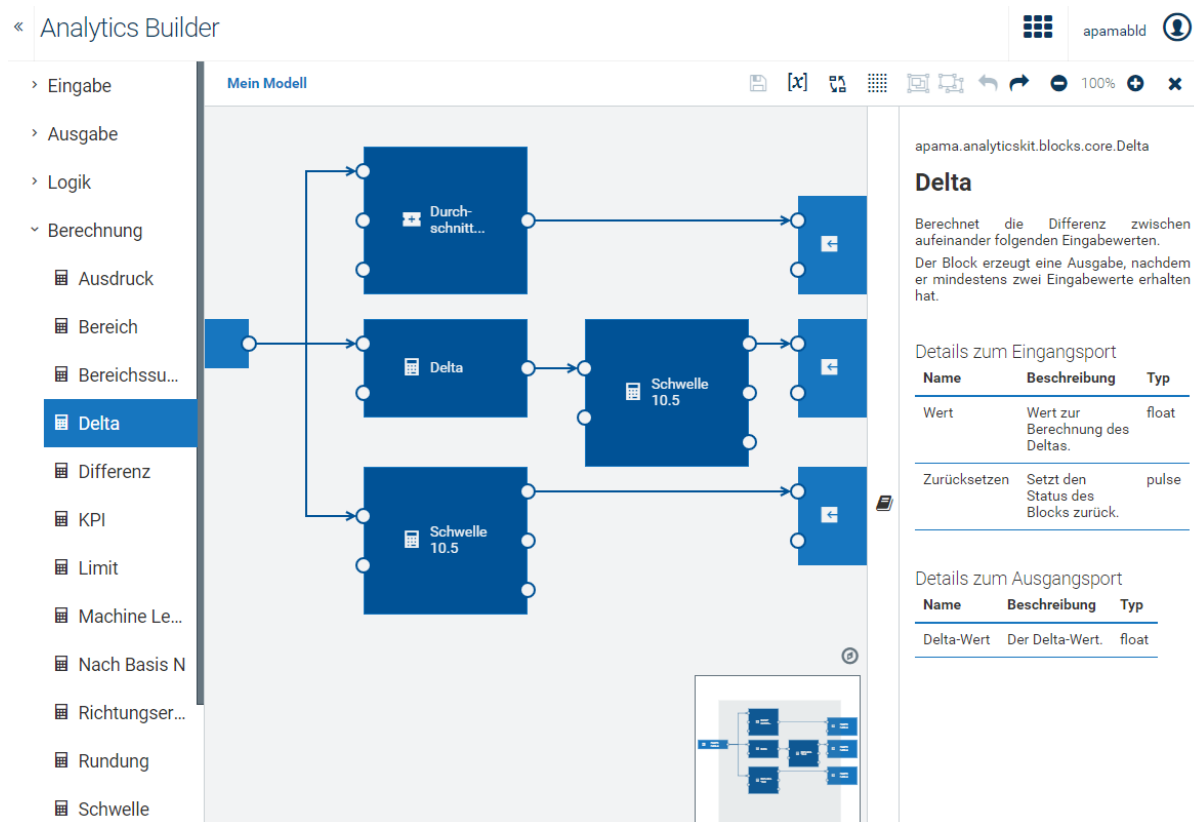 « Analytics Builder
apamabld
Eingabe
Ausgabe
Logik
Berechnung
Ausdruck
Bereich
Bereichssu...
Delta
Differenz
KPI
Limit
Machine Le...
Nach Basis N
Richtungser...
Rundung
Schwelle
Mein Modell
[x]
100%
Durch-
schnitt...
Delta
Schwelle
10.5
Schwelle
10.5
apama.analyticskit.blocks.core.Delta
Delta
Berechnet die Differenz zwischen
aufeinander folgenden Eingabewerten.
Der Block erzeugt eine Ausgabe, nachdem
er mindestens zwei Eingabewerte erhalten
hat.
Details zum Eingangsport
Name Beschreibung Typ
Wert Wert zur float
Berechnung des
Deltas.
Zurücksetzen Setzt den pulse
Status des
Blocks zurück.
Details zum Ausgangsport
Name Beschreibung Typ
Delta-Wert Der Delta-Wert. float